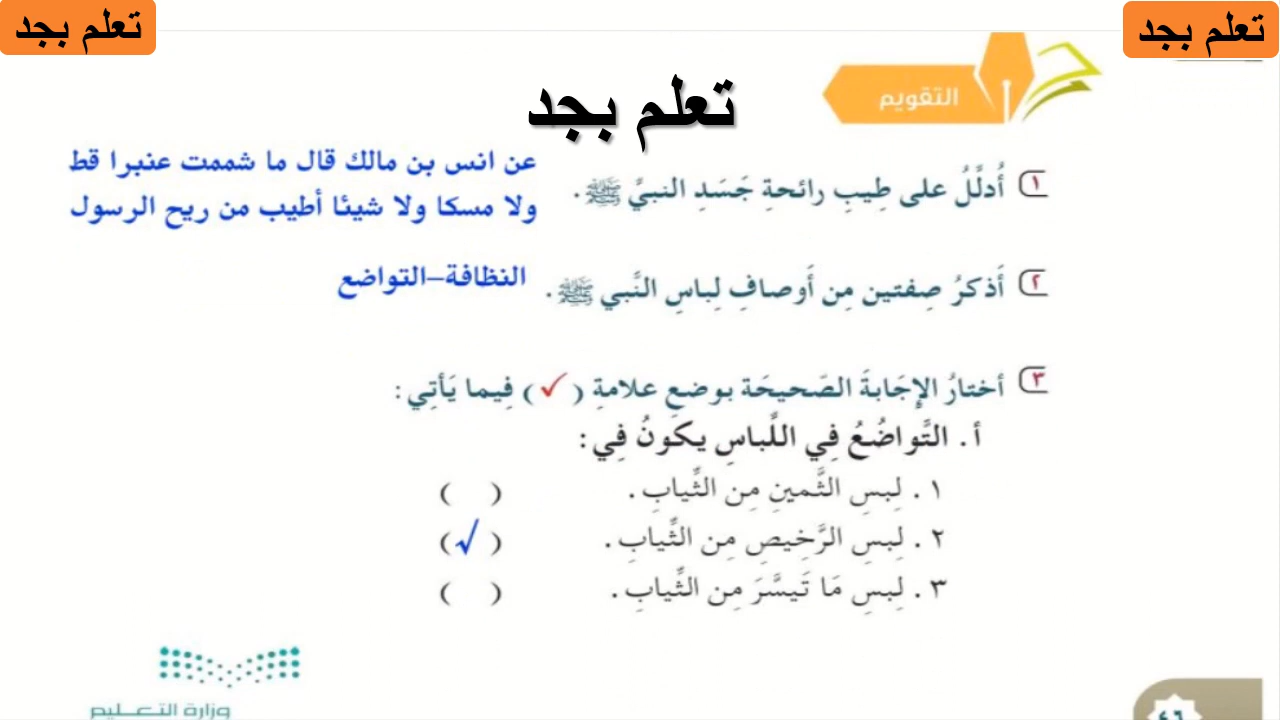 تعلم بجد
تعلم بجد
التقويم
تعلم بجد
١ أُدلِّلُ على طِيبِ رائحةِ جَسَدِ النبيِّ ﷺ.
عن انس بن مالك قال ما شممت عنبرا قط
ولا مسكا ولا شيئا أطيب من ريح الرسول
٢ أَذكرُ صِفتين مِن أَوصافِ لِباسِ النَّبي ﷺ. النظافة–التواضع
٣ أختارُ الإِجَابةَ الصَحيحَة بوضعِ علامةِ (✓) فِيما يَأتِي:
أ. التَّواضُعُ فِي اللِّباسِ يكونُ فِي:
١. لِبسِ الثَّمينِ مِن الثِّيابِ. ( )
٢. لِبسِ الرَّخِيصِ مِن الثِّيابِ. (√)
٣. لِبسِ مَا تَيسَّرَ مِن الثِّيابِ. ( )
وزارة التعـليم
٤٦